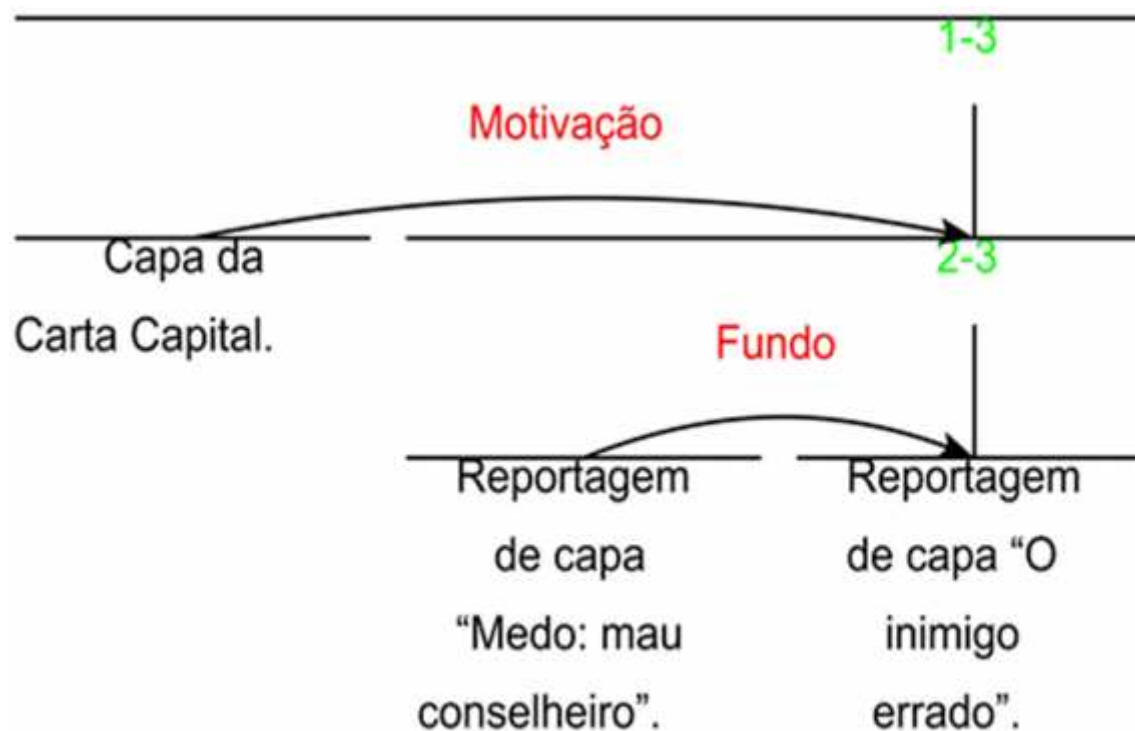 1-3
Motivação
2-3
Capa da
Carta Capital.
Fundo
Reportagem
de capa
“Medo: mau
conselheiro”.
Reportagem
de capa “O
inimigo
errado”.